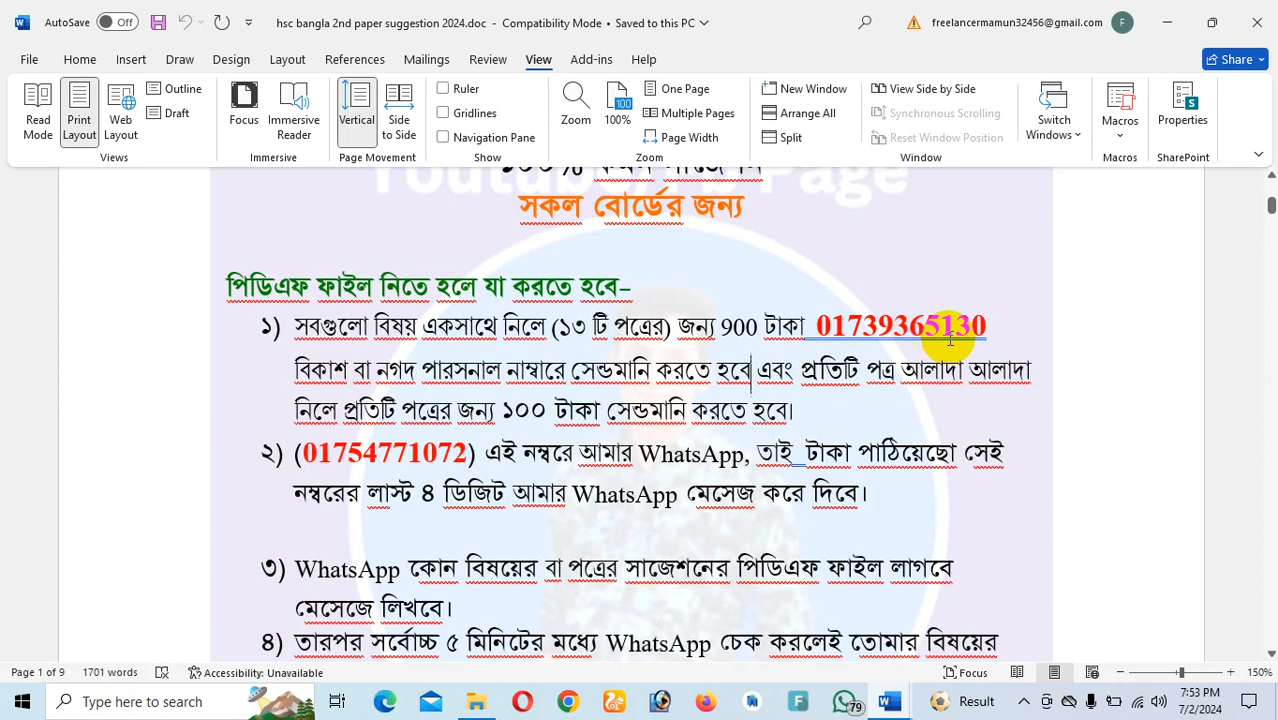 AutoSave Off hsc bangla 2nd paper suggestion 2024.doc - Compatibility Mode • Saved to this PC freelancermamun32456@gmail.com F
File Home Insert Draw Design Layout References Mailings Review View Add-ins Help Share
Read Mode Print Layout Web Layout Outline Draft Focus Immersive Reader Vertical Side to Side Ruler Gridlines Navigation Pane Zoom 100% One Page Multiple Pages Page Width New Window Arrange All Split View Side by Side Synchronous Scrolling Reset Window Position Switch Windows Macros Properties
Views Immersive Page Movement Show Zoom Window Macros SharePoint
Page
সকল বোর্ডের জন্য
পিডিএফ ফাইল নিতে হলে যা করতে হবে–
১) সবগুলো বিষয় একসাথে নিলে (১৩ টি পত্রের) জন্য 900 টাকা 01739365130
বিকাশ বা নগদ পারসনাল নাম্বারে সেন্ডমানি করতে হবে এবং প্রতিটি পত্র আলাদা আলাদা
নিলে প্রতিটি পত্রের জন্য ১০০ টাকা সেন্ডমানি করতে হবে।
২) (01754771072) এই নম্বরে আমার WhatsApp, তাই টাকা পাঠিয়েছো সেই
নম্বরের লাস্ট ৪ ডিজিট আমার WhatsApp মেসেজ করে দিবে।
৩) WhatsApp কোন বিষয়ের বা পত্রের সাজেশনের পিডিএফ ফাইল লাগবে
মেসেজে লিখবে।
৪) তারপর সর্বোচ্চ ৫ মিনিটের মধ্যে WhatsApp চেক করলেই তোমার বিষয়ের
Page 1 of 9 1701 words Accessibility: Unavailable Focus 150%
Type here to search 79 Result 7:53 PM
7/2/2024